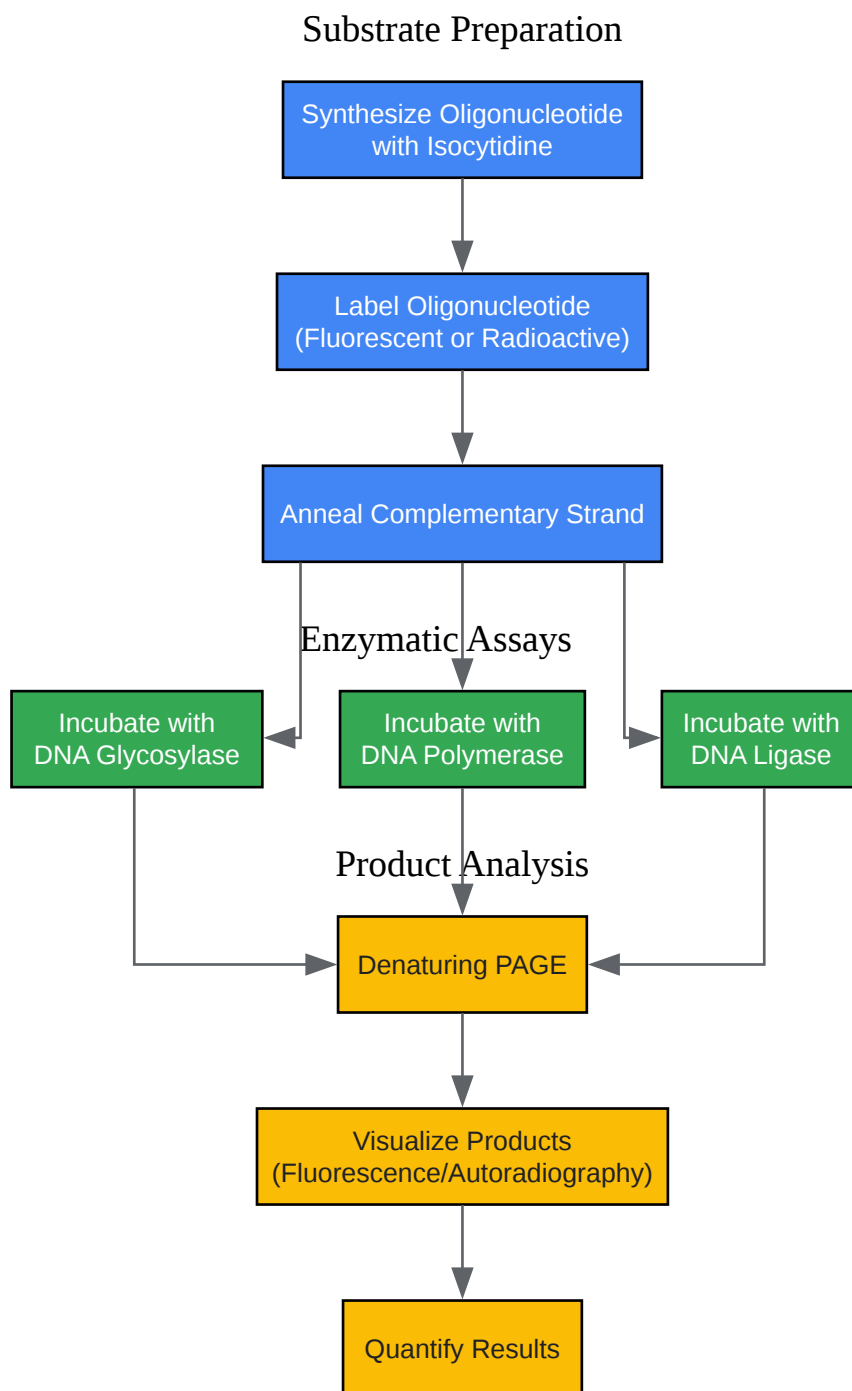 Substrate Preparation
Synthesize Oligonucleotide
with Isocytidine
Label Oligonucleotide
(Fluorescent or Radioactive)
Anneal Complementary Strand
Enzymatic Assays
Incubate with
DNA Glycosylase
Incubate with
DNA Polymerase
Incubate with
DNA Ligase
Product Analysis
Denaturing PAGE
Visualize Products
(Fluorescence/Autoradiography)
Quantify Results